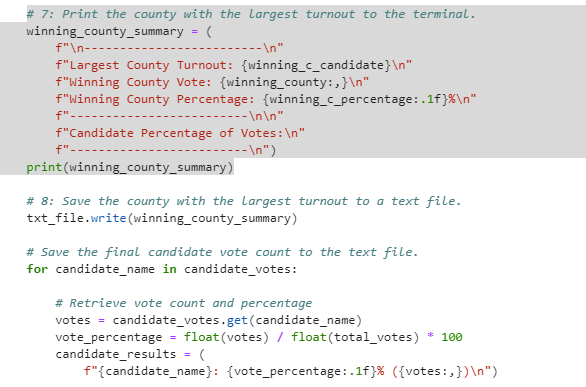 # 7: Print the county with the largest turnout to the terminal.
winning_county_summary = (
    f"\n-------------------------\n"
    f"Largest County Turnout: {winning_c_candidate}\n"
    f"Winning County Vote: {winning_county:,}\n"
    f"Winning County Percentage: {winning_c_percentage:.1f}%\n"
    f"-------------------------\n\n"
    f"Candidate Percentage of Votes:\n"
    f"-------------------------\n")
print(winning_county_summary)

# 8: Save the county with the largest turnout to a text file.
txt_file.write(winning_county_summary)

# Save the final candidate vote count to the text file.
for candidate_name in candidate_votes:

    # Retrieve vote count and percentage
    votes = candidate_votes.get(candidate_name)
    vote_percentage = float(votes) / float(total_votes) * 100
    candidate_results = (
        f"{candidate_name}: {vote_percentage:.1f}% ({votes:,})\n")